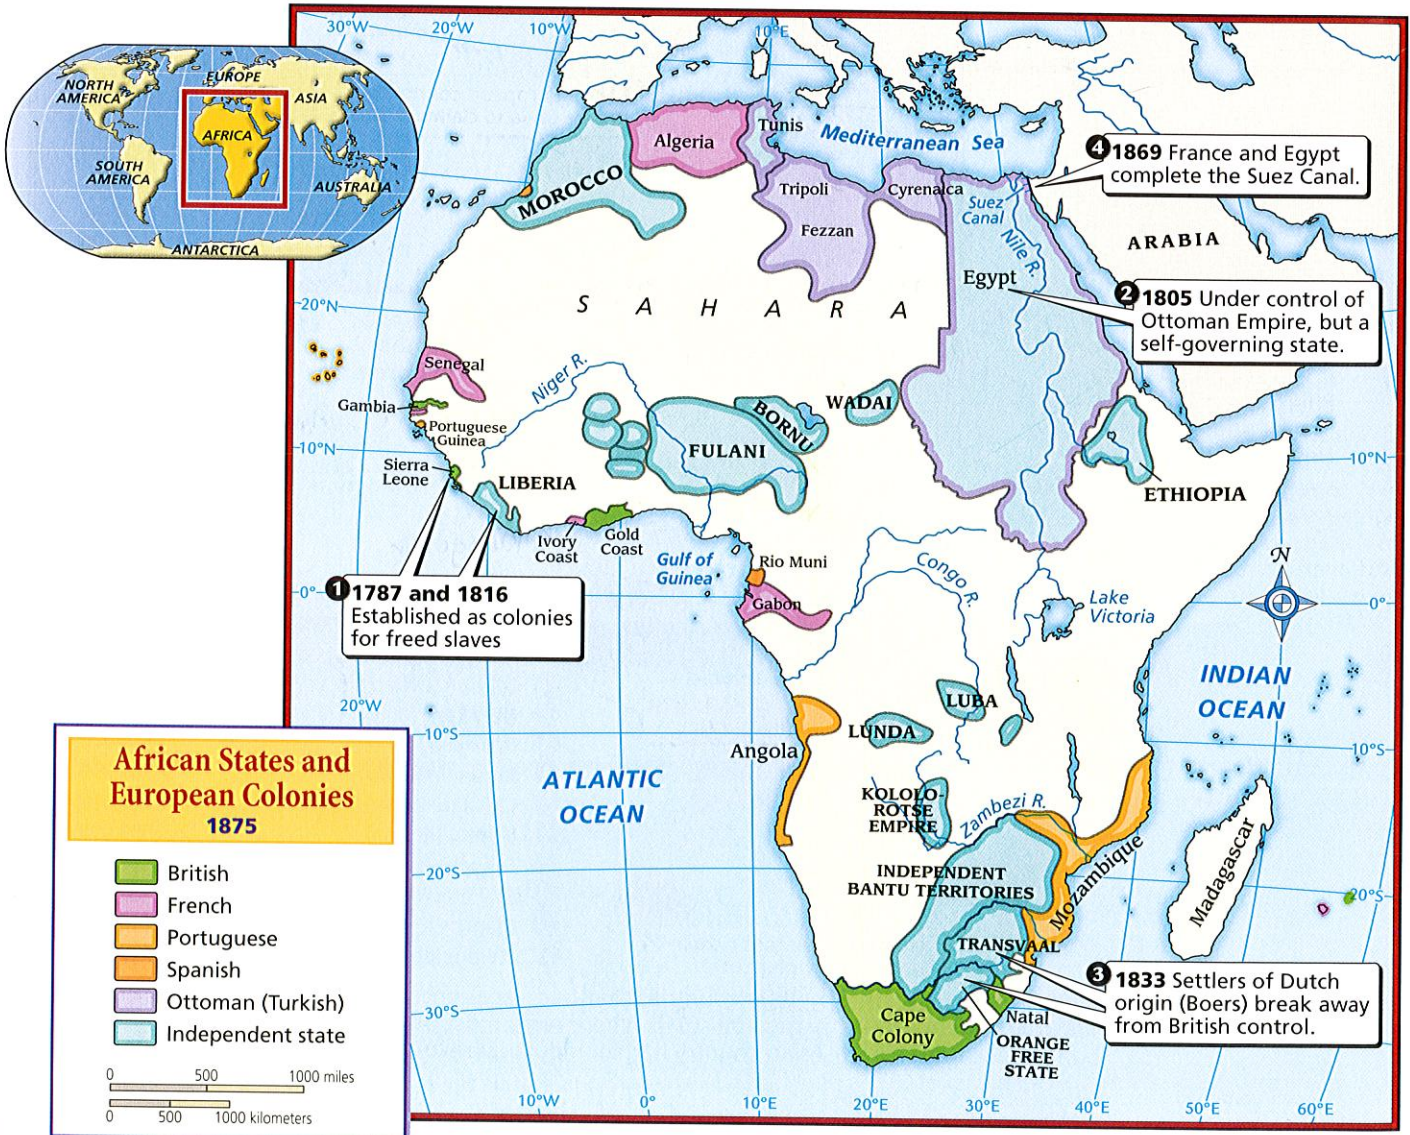 30°W
20°W
10°W
10°E
NORTH
AMERICA
EUROPE
ASIA
AFRICA
SOUTH
AMERICA
AUSTRALIA
ANTARCTICA
Algeria
Tunis
Mediterranean Sea
MOROCCO
Tripoli
Cyrenaica
Fezzan
Suez
Canal
Nile R.
Egypt
ARABIA
4 1869 France and Egypt
complete the Suez Canal.
2 1805 Under control of
Ottoman Empire, but a
self-governing state.
20°N
SAHARA
Senegal
Niger R.
Gambia
Portuguese
Guinea
WADAI
BORNU
FULANI
10°N
10°N
Sierra
Leone
LIBERIA
ETHIOPIA
Ivory
Coast
Gold
Coast
Gulf of
Guinea
Rio Muni
Gabon
Congo R.
Lake
Victoria
N
0°
0°
1 1787 and 1816
Established as colonies
for freed slaves
INDIAN
OCEAN
20°W
10°S
10°S
LUBA
LUNDA
Angola
ATLANTIC
OCEAN
KOLOLO-
ROTSE
EMPIRE
Zambezi R.
Mozambique
Madagascar
INDEPENDENT
BANTU TERRITORIES
20°S
20°S
TRANSVAAL
3 1833 Settlers of Dutch
origin (Boers) break away
from British control.
30°S
Cape
Colony
Natal
ORANGE
FREE
STATE
10°W
0°
10°E
20°E
30°E
40°E
50°E
60°E
African States and
European Colonies
1875
British
French
Portuguese
Spanish
Ottoman (Turkish)
Independent state
0 500 1000 miles
0 500 1000 kilometers